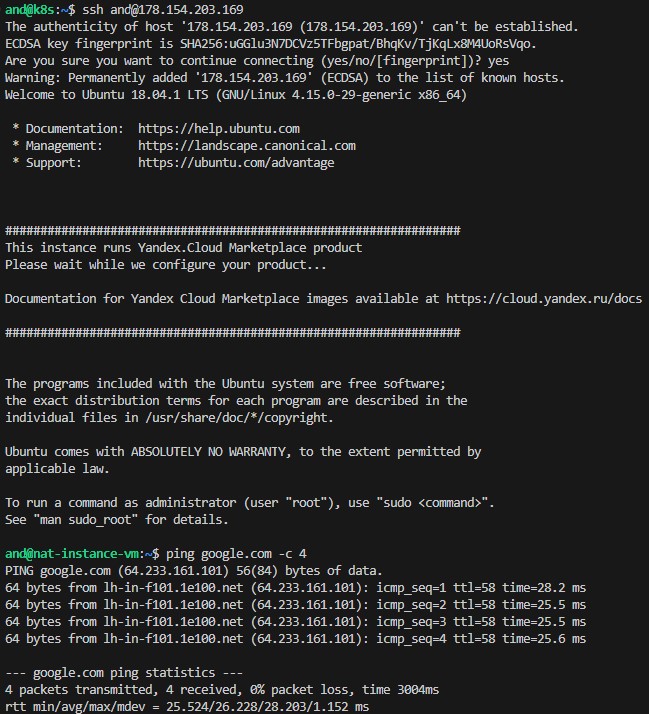 and@k8s:~$ ssh and@178.154.203.169
The authenticity of host '178.154.203.169 (178.154.203.169)' can't be established.
ECDSA key fingerprint is SHA256:uGGlu3N7DCVz5TFbgpat/BhqKv/TjKqLx8M4UoRsVqo.
Are you sure you want to continue connecting (yes/no/[fingerprint])? yes
Warning: Permanently added '178.154.203.169' (ECDSA) to the list of known hosts.
Welcome to Ubuntu 18.04.1 LTS (GNU/Linux 4.15.0-29-generic x86_64)
* Documentation:  https://help.ubuntu.com
* Management:     https://landscape.canonical.com
* Support:        https://ubuntu.com/advantage
#################################################################
This instance runs Yandex.Cloud Marketplace product
Please wait while we configure your product...
Documentation for Yandex Cloud Marketplace images available at https://cloud.yandex.ru/docs
#################################################################
The programs included with the Ubuntu system are free software;
the exact distribution terms for each program are described in the
individual files in /usr/share/doc/*/copyright.
Ubuntu comes with ABSOLUTELY NO WARRANTY, to the extent permitted by
applicable law.
To run a command as administrator (user "root"), use "sudo <command>".
See "man sudo_root" for details.
and@nat-instance-vm:~$ ping google.com -c 4
PING google.com (64.233.161.101) 56(84) bytes of data.
64 bytes from lh-in-f101.1e100.net (64.233.161.101): icmp_seq=1 ttl=58 time=28.2 ms
64 bytes from lh-in-f101.1e100.net (64.233.161.101): icmp_seq=2 ttl=58 time=25.5 ms
64 bytes from lh-in-f101.1e100.net (64.233.161.101): icmp_seq=3 ttl=58 time=25.5 ms
64 bytes from lh-in-f101.1e100.net (64.233.161.101): icmp_seq=4 ttl=58 time=25.6 ms
--- google.com ping statistics ---
4 packets transmitted, 4 received, 0% packet loss, time 3004ms
rtt min/avg/max/mdev = 25.524/26.228/28.203/1.152 ms